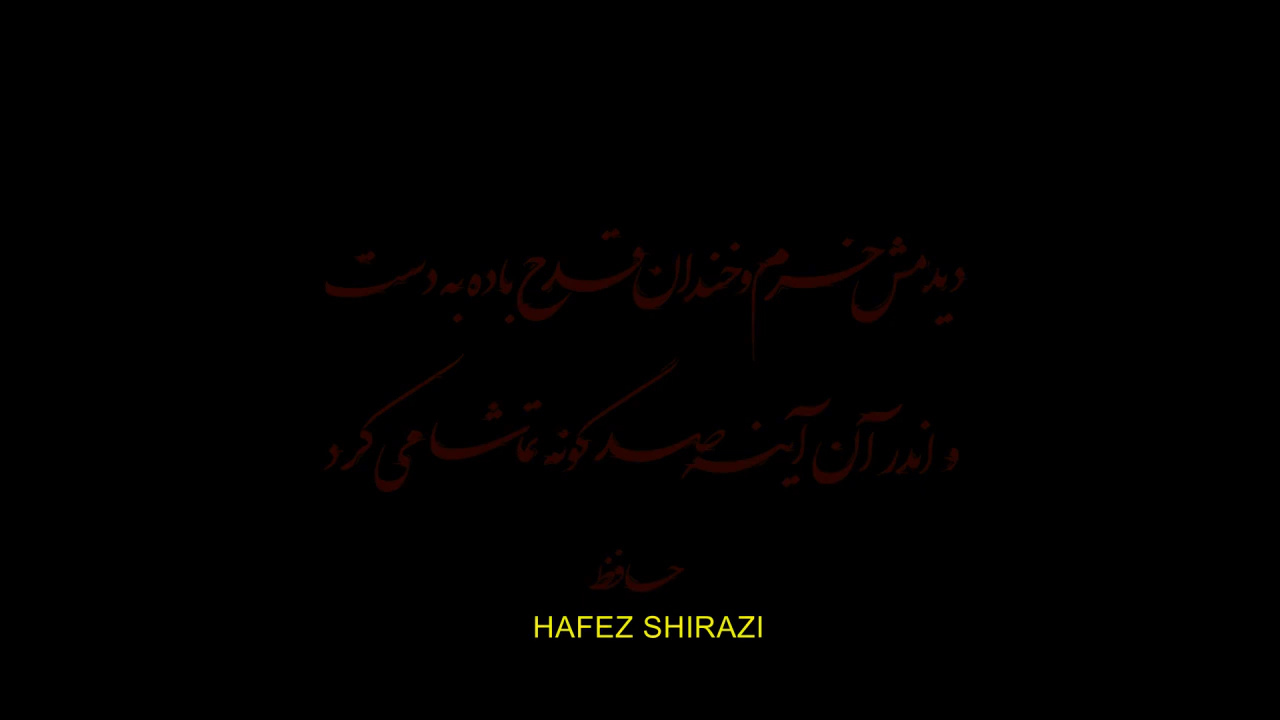 دیدمش خرم و خندان قدح باده به دست
و اندر آن آینه صد گونه تماشا می کرد
حافظ
HAFEZ SHIRAZI